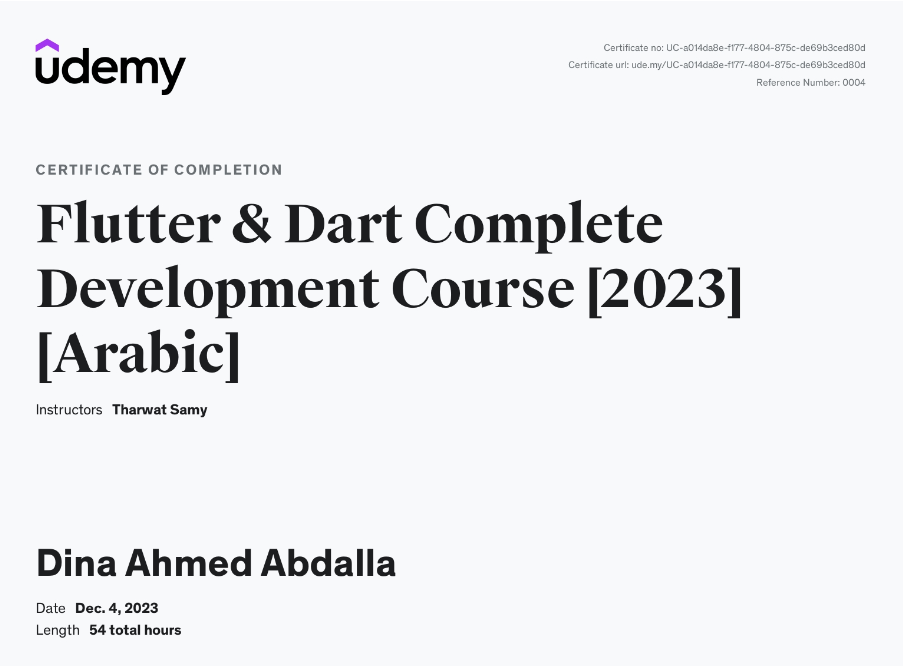 udemy
Certificate no: UC-a014da8e-f177-4804-875c-de69b3ced80d
Certificate url: ude.my/UC-a014da8e-f177-4804-875c-de69b3ced80d
Reference Number: 0004
CERTIFICATE OF COMPLETION
Flutter & Dart Complete
Development Course [2023]
[Arabic]
Instructors Tharwat Samy
Dina Ahmed Abdalla
Date Dec. 4, 2023
Length 54 total hours